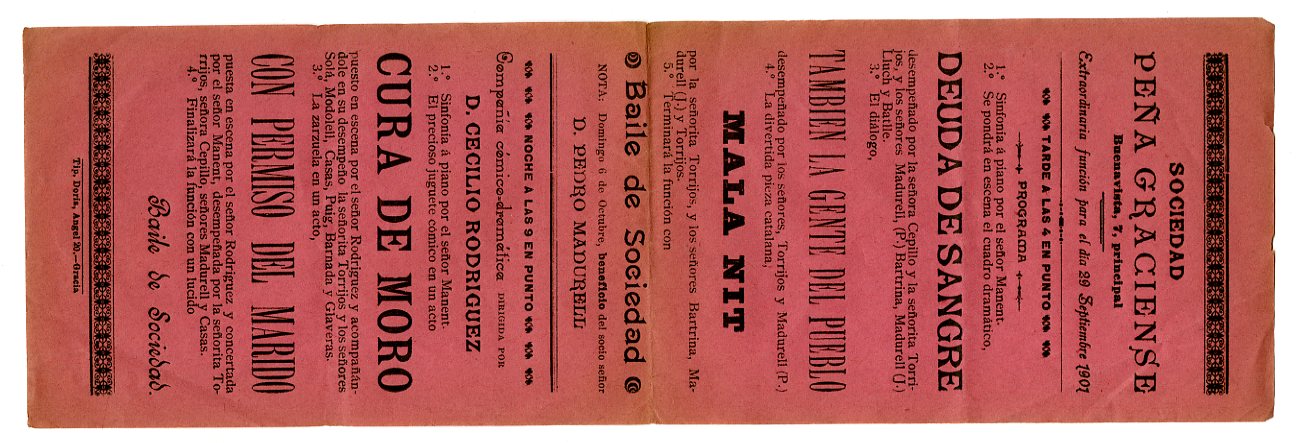 SOCIEDAD
PEÑA GRACIENSE
Buenavista, 7, principal
Extraordinaria función para el día 29 Septiembre 1901
TARDE A LAS 4 EN PUNTO
PROGRAMA
1.º Sinfonía á piano por el señor Manent.
2.º Se pondrá en escena el cuadro dramático,
DEUDA DE SANGRE
desempeñado por la señora Cepillo y la señorita Torri-
jos, y los señores Madurell, (P.) Bartrina, Madurell (J.)
Lluch y Batlle.
3.º El diálogo,
TAMBIEN LA GENTE DEL PUEBLO
desempeñado por los señores, Torrijos y Madurell (P.)
4.º La divertida pieza catalana,
MALA NIT
por la señorita Torrijos, y los señores Bartrina, Ma-
durell (J.) y Torrijos.
5.º Terminará la función con
Baile de Sociedad
NOTA: Domingo 6 de Octubre, beneficio del socio señor
D. PEDRO MADURELL
NOCHE A LAS 9 EN PUNTO
Compañía cómico-dramática DIRIGIDA POR
D. CECILIO RODRIGUEZ
1.º Sinfonía á piano por el señor Manent.
2.º El precioso juguete cómico en un acto
CURA DE MORO
puesto en escena por el señor Rodriguez y acompañán-
dole en su desempeño la señorita Torrijos y los señores
Solá, Modolell, Casas, Puig, Barnada y Glaveras.
3.º La zarzuela en un acto,
CON PERMISO DEL MARIDO
puesta en escena por el señor Rodriguez y concertada
por el señor Manent, desempeñada por la señorita To-
rrijos, señora Cepillo, señores Madurell y Casas.
4.º Finalizará la función con un lucido
Baile de Sociedad.
Tip. Doria, Angel 20.—Gracia